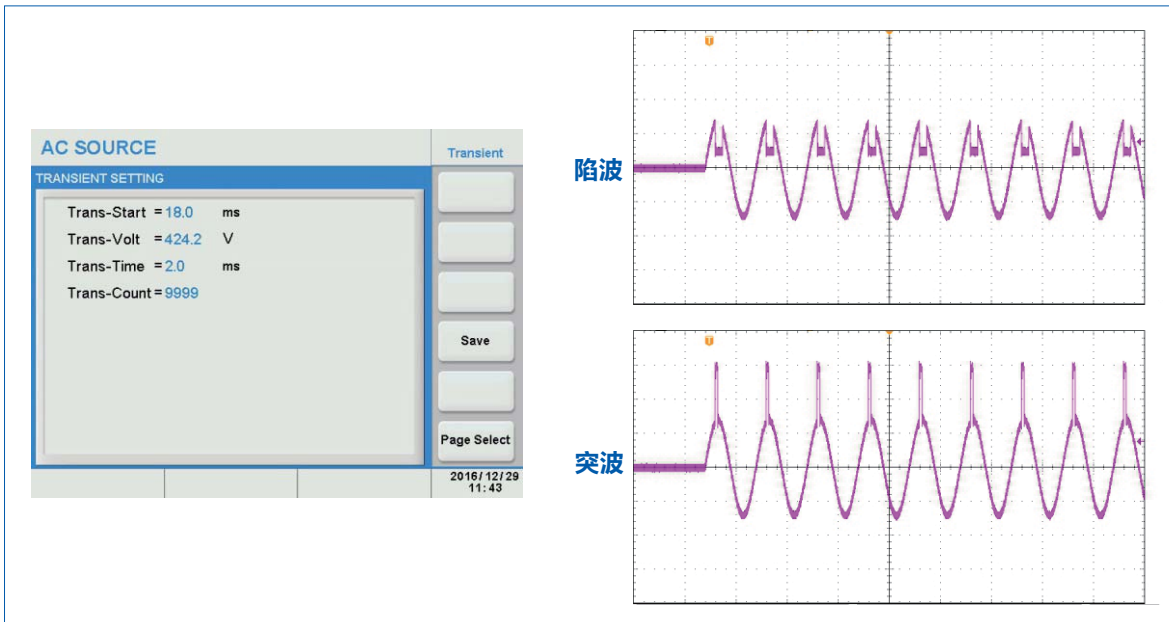 AC SOURCE
Transient
TRANSIENT SETTING
Trans-Start = 18.0 ms
Trans-Volt = 424.2 V
Trans-Time = 2.0 ms
Trans-Count = 9999
Save
Page Select
2016/12/29
11:43
T
陷波
T
突波